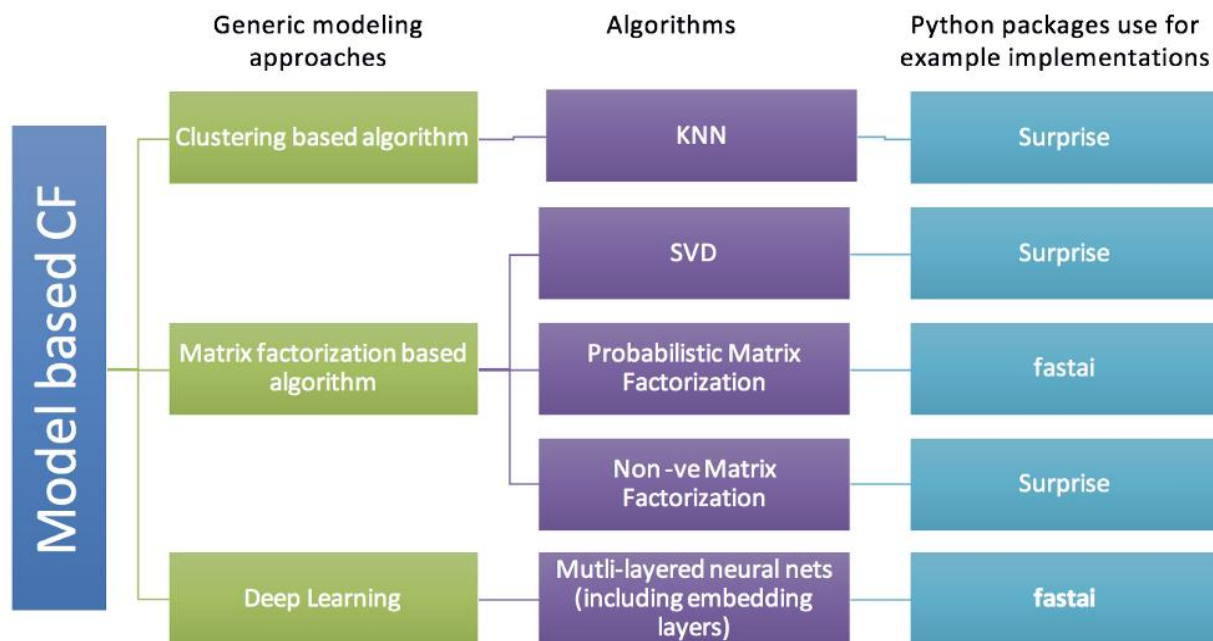 Generic modeling
approaches
Algorithms
Python packages use for
example implementations
Model based CF
Clustering based algorithm
KNN
Surprise
SVD
Surprise
Matrix factorization based
algorithm
Probabilistic Matrix
Factorization
fastai
Non -ve Matrix
Factorization
Surprise
Deep Learning
Mutli-layered neural nets
(including embedding
layers)
fastai